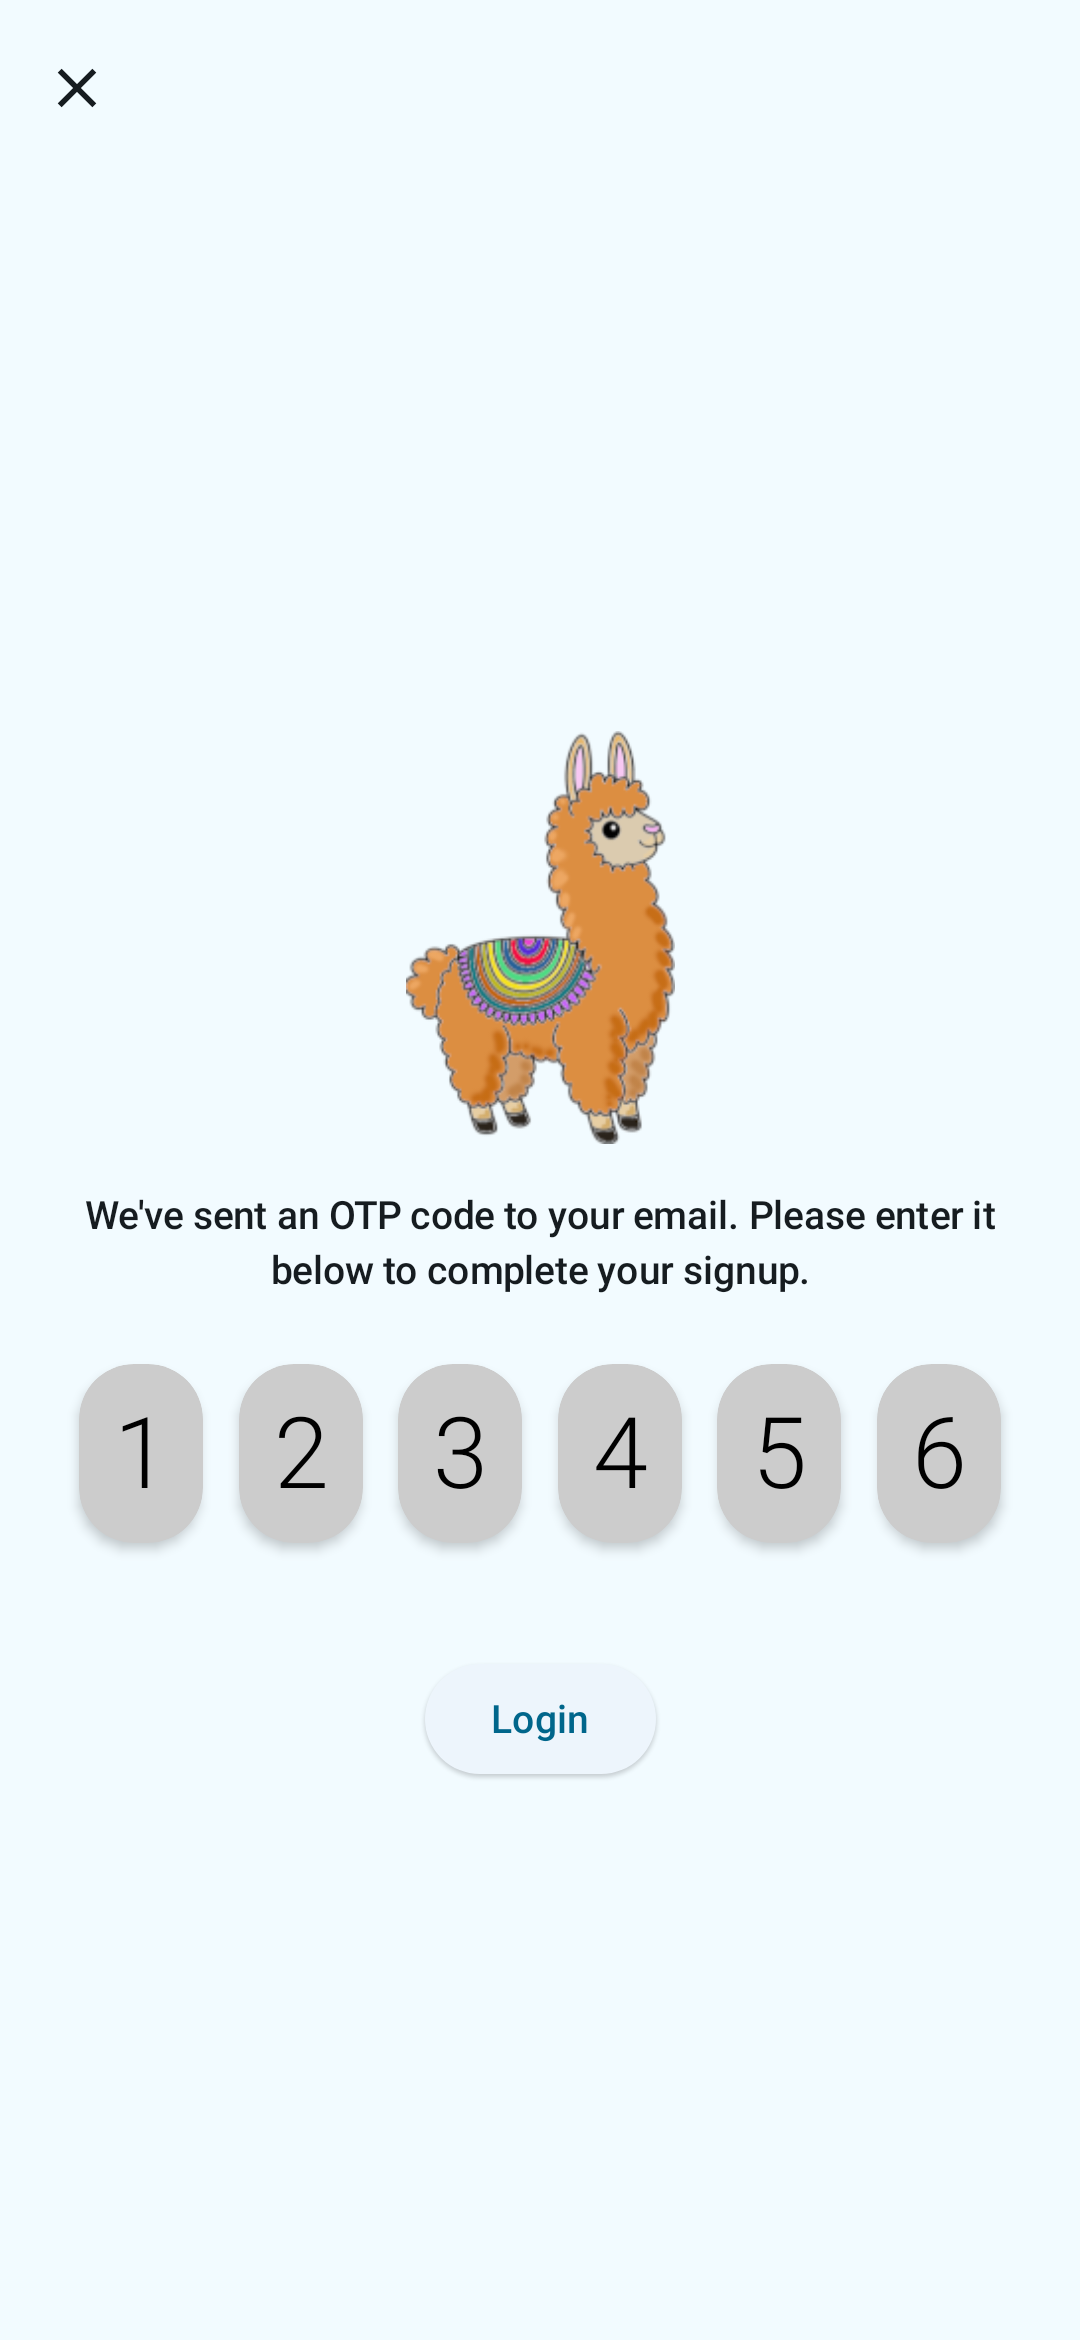 We've sent an OTP code to your email. Please enter it
below to complete your signup.
1 2 3 4 5 6
Login